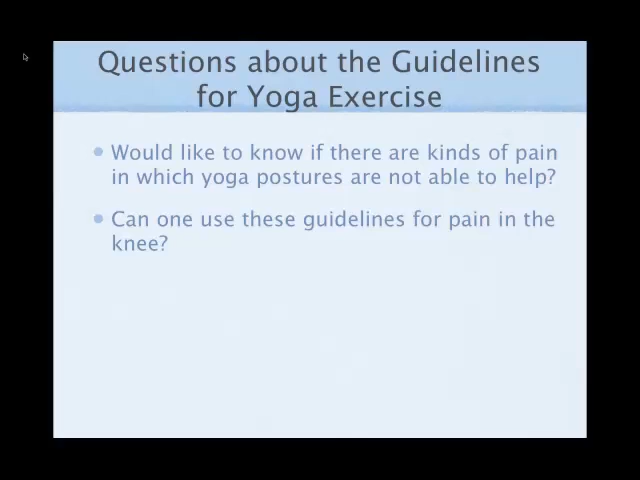 Questions about the Guidelines
for Yoga Exercise
Would like to know if there are kinds of pain
in which yoga postures are not able to help?
Can one use these guidelines for pain in the
knee?